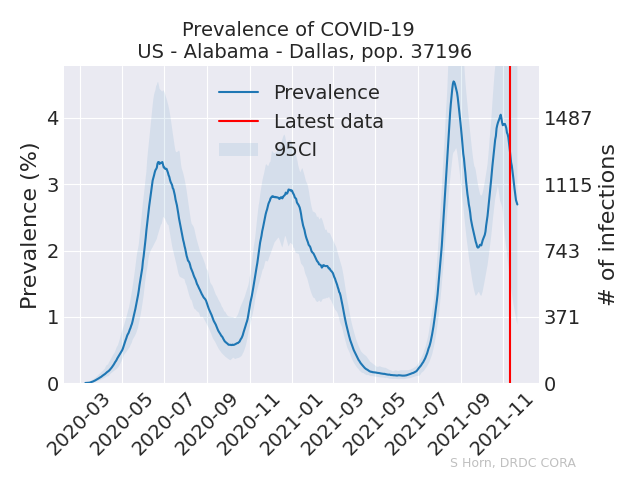 Prevalence of COVID-19
US - Alabama - Dallas, pop. 37196
Prevalence
Latest data
95CI
Prevalence (%)
4
3
2
1
0
# of infections
1487
1115
743
371
0
2020-03
2020-05
2020-07
2020-09
2020-11
2021-01
2021-03
2021-05
2021-07
2021-09
2021-11
S Horn, DRDC CORA